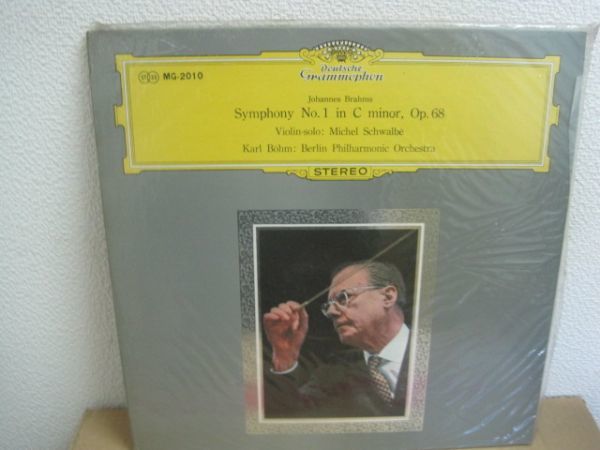 Deutsche
Grammophon
MG-2010
Johannes Brahms
Symphony No. 1 in C minor, Op. 68
Violin-solo: Michel Schwalbé
Karl Böhm: Berlin Philharmonic Orchestra
STEREO